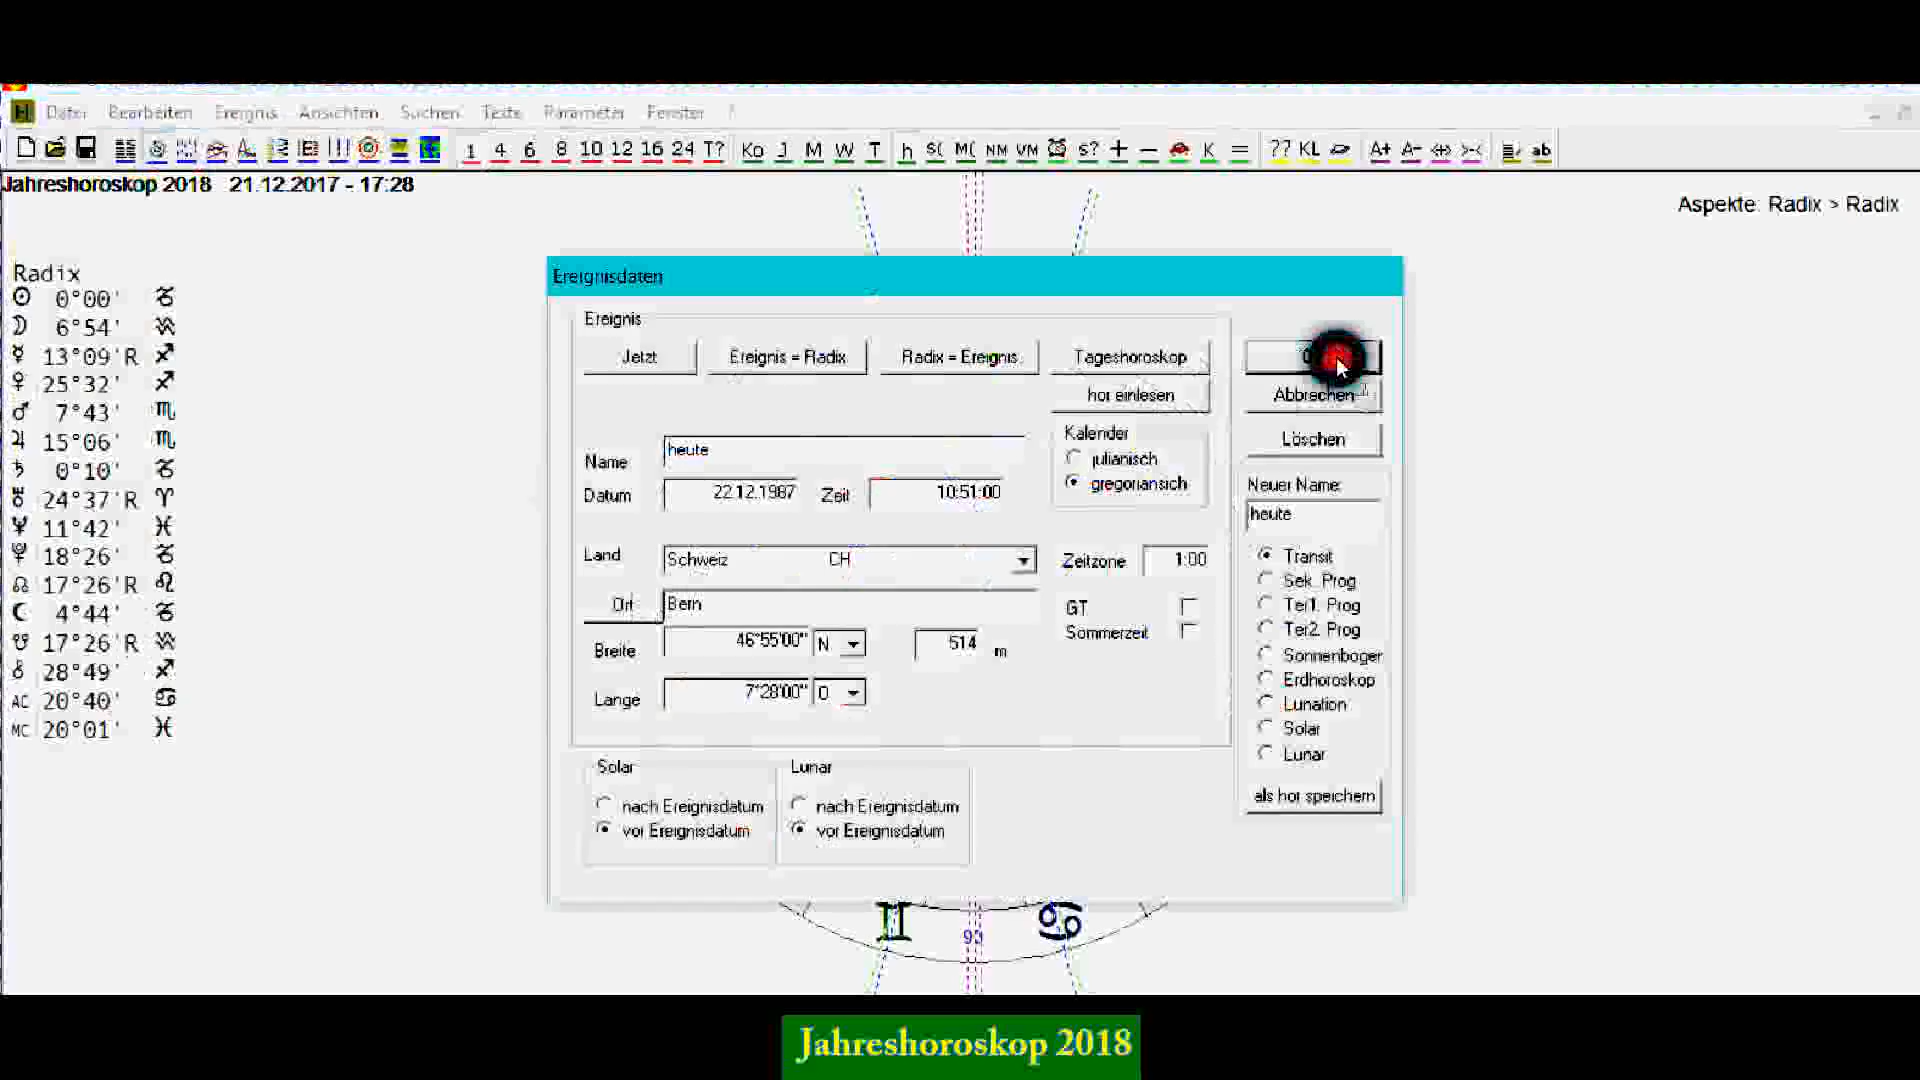 Datei Bearbeiten Ereignis Ansichten Suchen Texte Parameter Fenster ?
1 4 6 8 10 12 16 24 T? Ko J M W T h S( M( NM VM S? + — K = ?? KL A+ A- ab
Jahreshoroskop 2018 21.12.2017 - 17:28
Aspekte: Radix > Radix
Radix
☉ 0°00' ♑
☽ 6°54' ♒
☿ 13°09'R ♐
♀ 25°32' ♐
♂ 7°43' ♏
♃ 15°06' ♏
♄ 0°10' ♑
♅ 24°37'R ♈
♆ 11°42' ♓
18°26' ♑
☊ 17°26'R ♌
4°44' ♑
☋ 17°26'R ♒
⚷ 28°49' ♐
AC 20°40' ♋
MC 20°01' ♓
Ereignisdaten
Ereignis
Jetzt Ereignis = Radix Radix = Ereignis Tageshoroskop
hor einlesen
Abbrechen
Löschen
Name heute
Datum 22.12.1987 Zeit 10:51:00
Kalender
julianisch
gregoriansich
Land Schweiz CH
Zeitzone 1:00
Ort Bern
GT
Sommerzeit
Breite 46°55'00'' N 514 m
Länge 7°28'00'' O
Neuer Name:
heute
Transit
Sek. Prog
Ter1. Prog
Ter2. Prog
Sonnenboger
Erdhoroskop
Lunation
Solar
Lunar
als hor speichern
Solar
nach Ereignisdatum
vor Ereignisdatum
Lunar
nach Ereignisdatum
vor Ereignisdatum
♊ ♋
Jahreshoroskop 2018